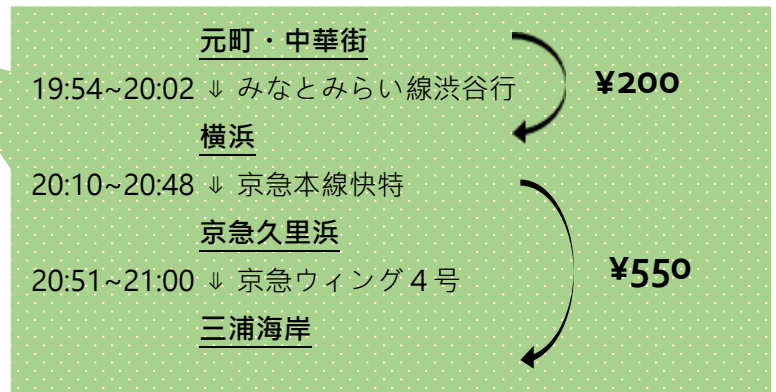 元町・中華街
19:54~20:02 ⇓ みなとみらい線渋谷行
¥200
横浜
20:10~20:48 ⇓ 京急本線快特
京急久里浜
20:51~21:00 ⇓ 京急ウィング４号
¥550
三浦海岸